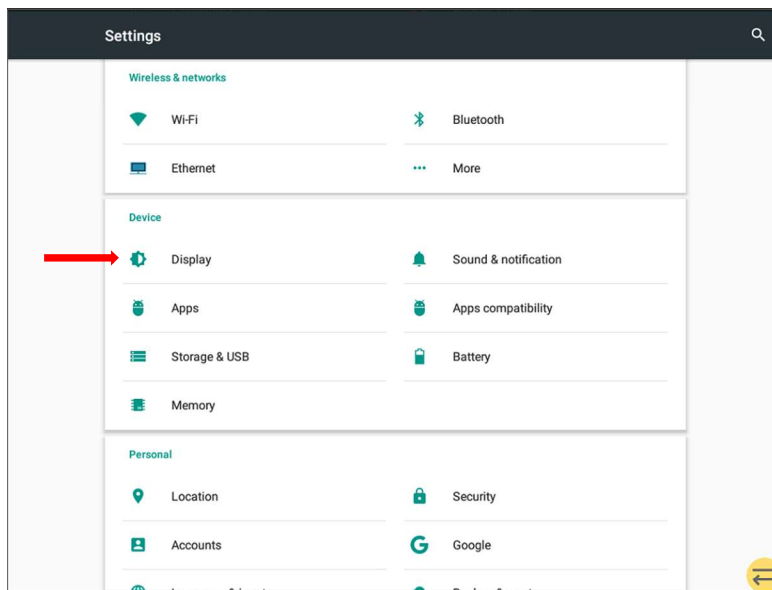 Settings
Wireless & networks
Wi-Fi
Bluetooth
Ethernet
More
Device
Display
Sound & notification
Apps
Apps compatibility
Storage & USB
Battery
Memory
Personal
Location
Security
Accounts
Google